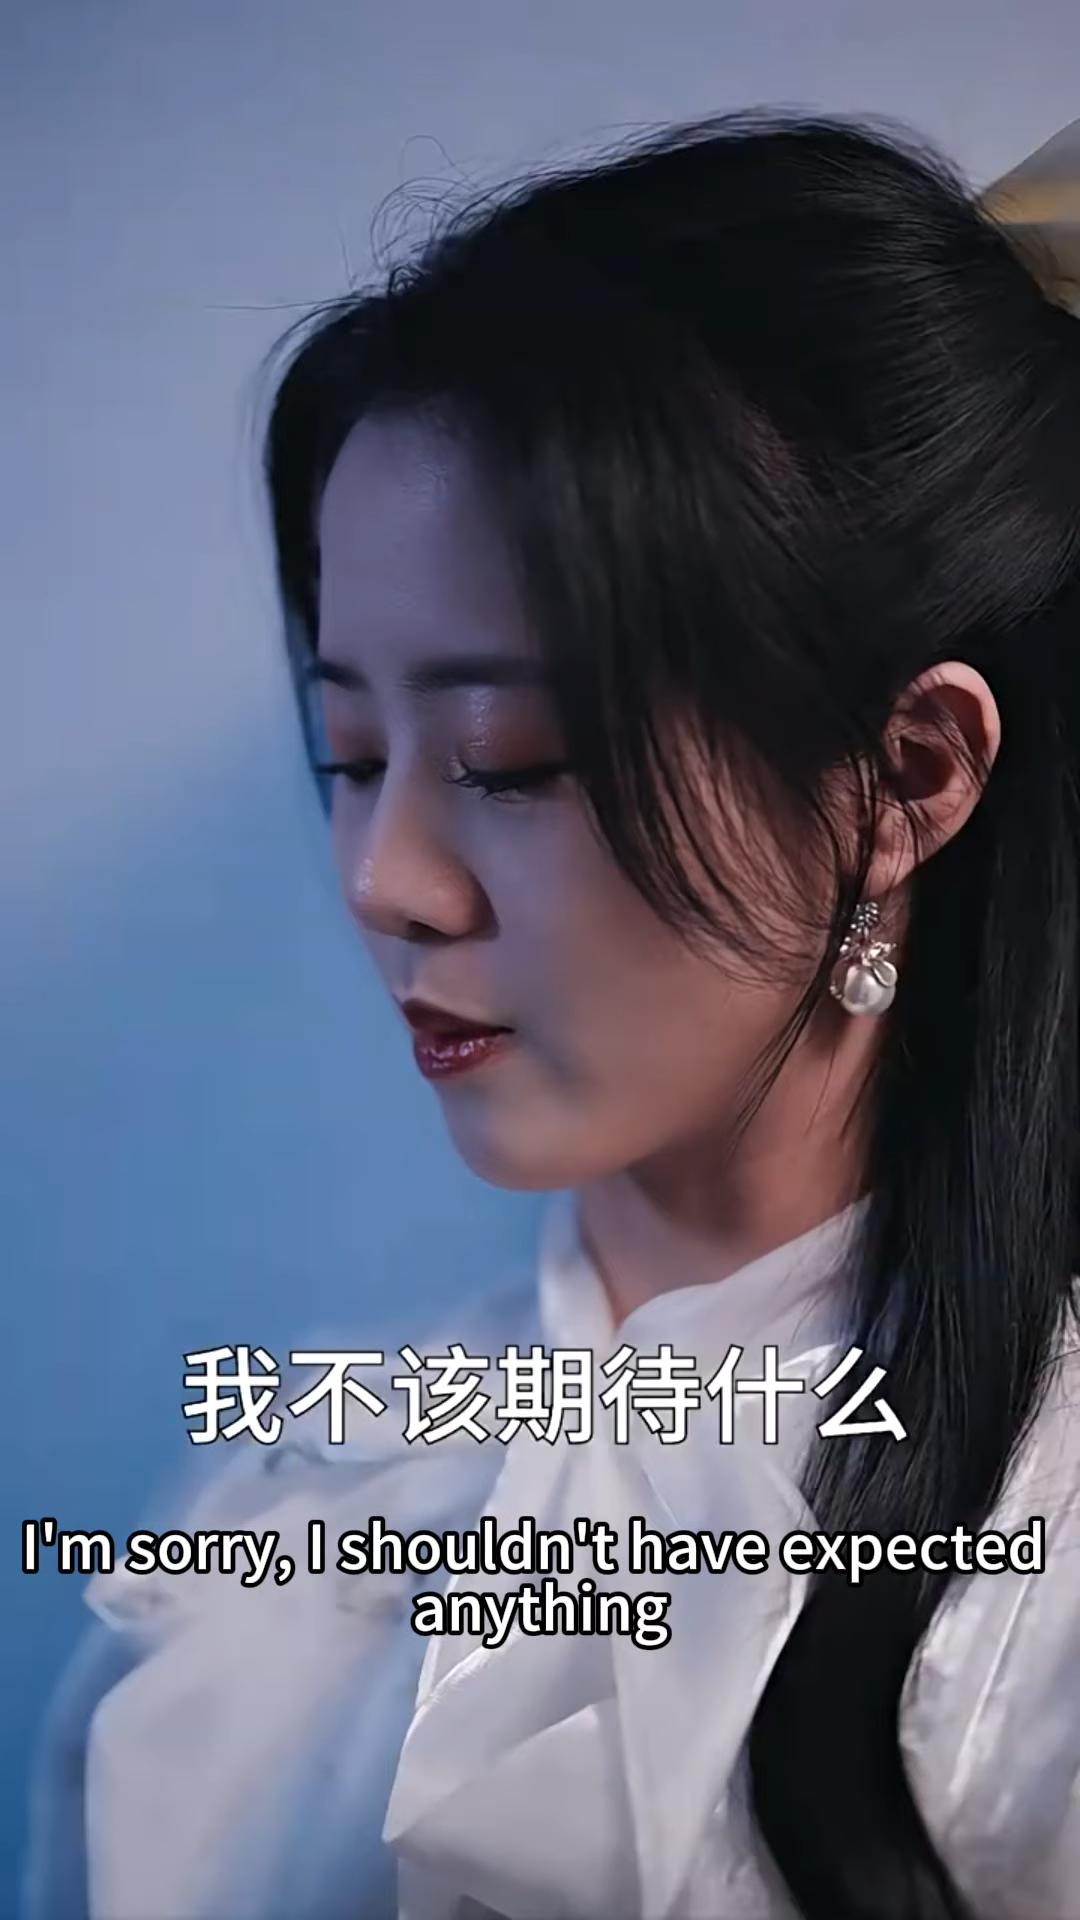 我不该期待什么
I'm sorry, I shouldn't have expected
anything